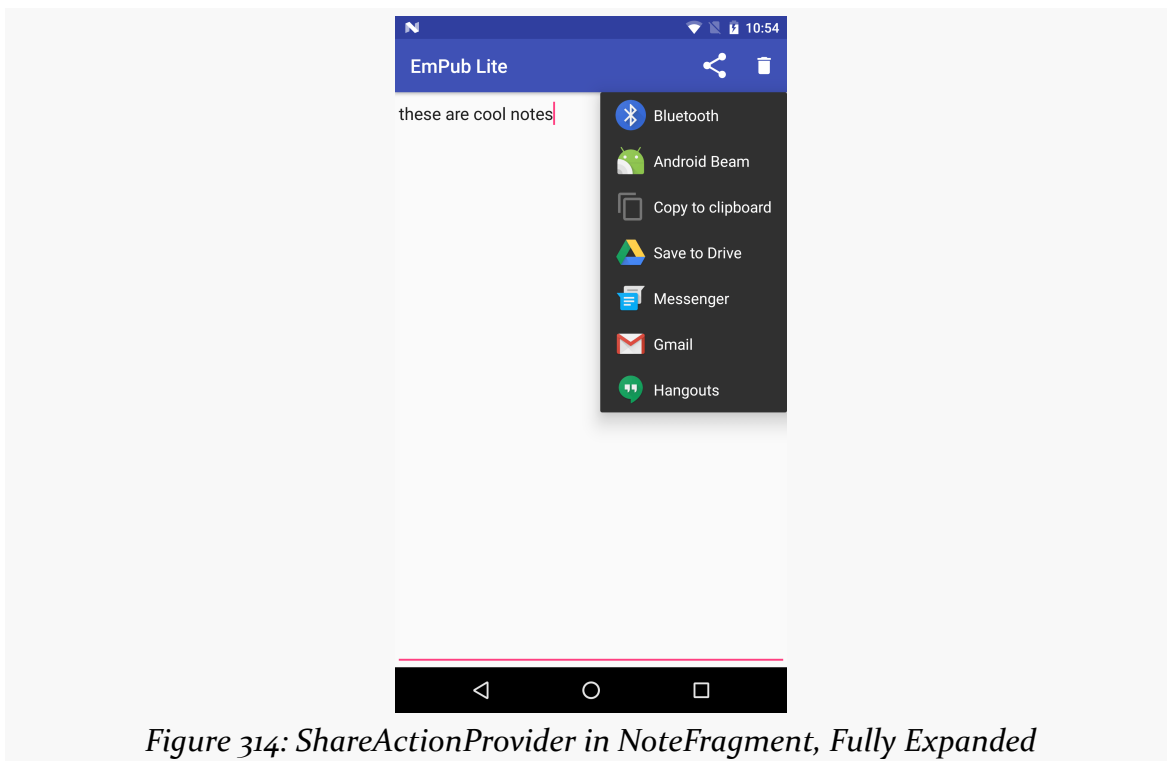 10:54
EmPub Lite
these are cool notes
Bluetooth
Android Beam
Copy to clipboard
Save to Drive
Messenger
Gmail
Hangouts
Figure 314: ShareActionProvider in NoteFragment, Fully Expanded